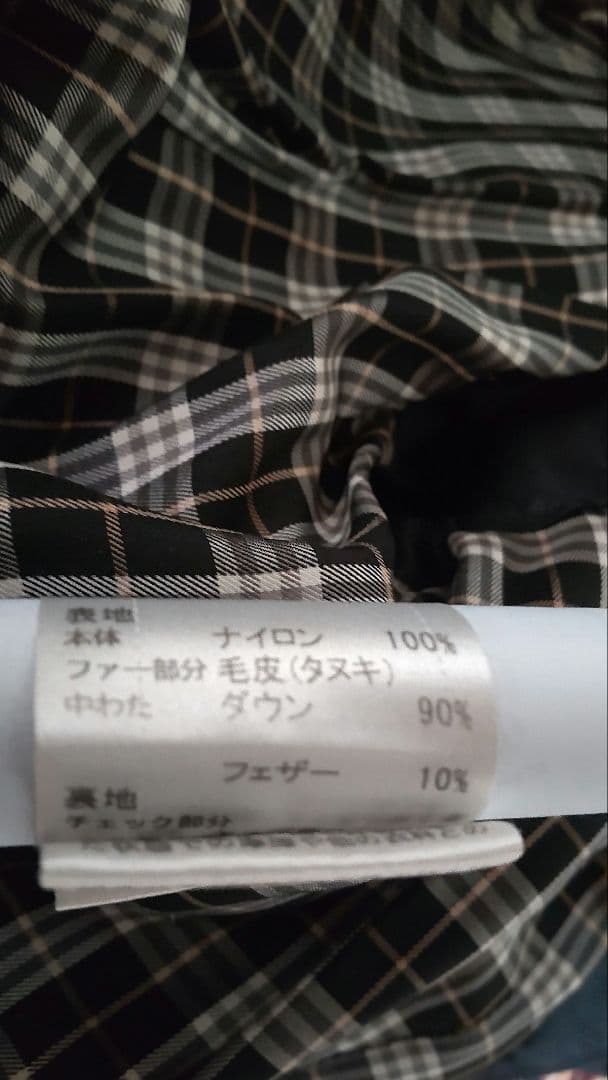 表地
本体 ナイロン 100%
ファー部分 毛皮(タヌキ)
中わた ダウン 90%
フェザー 10%
裏地
チェック部分